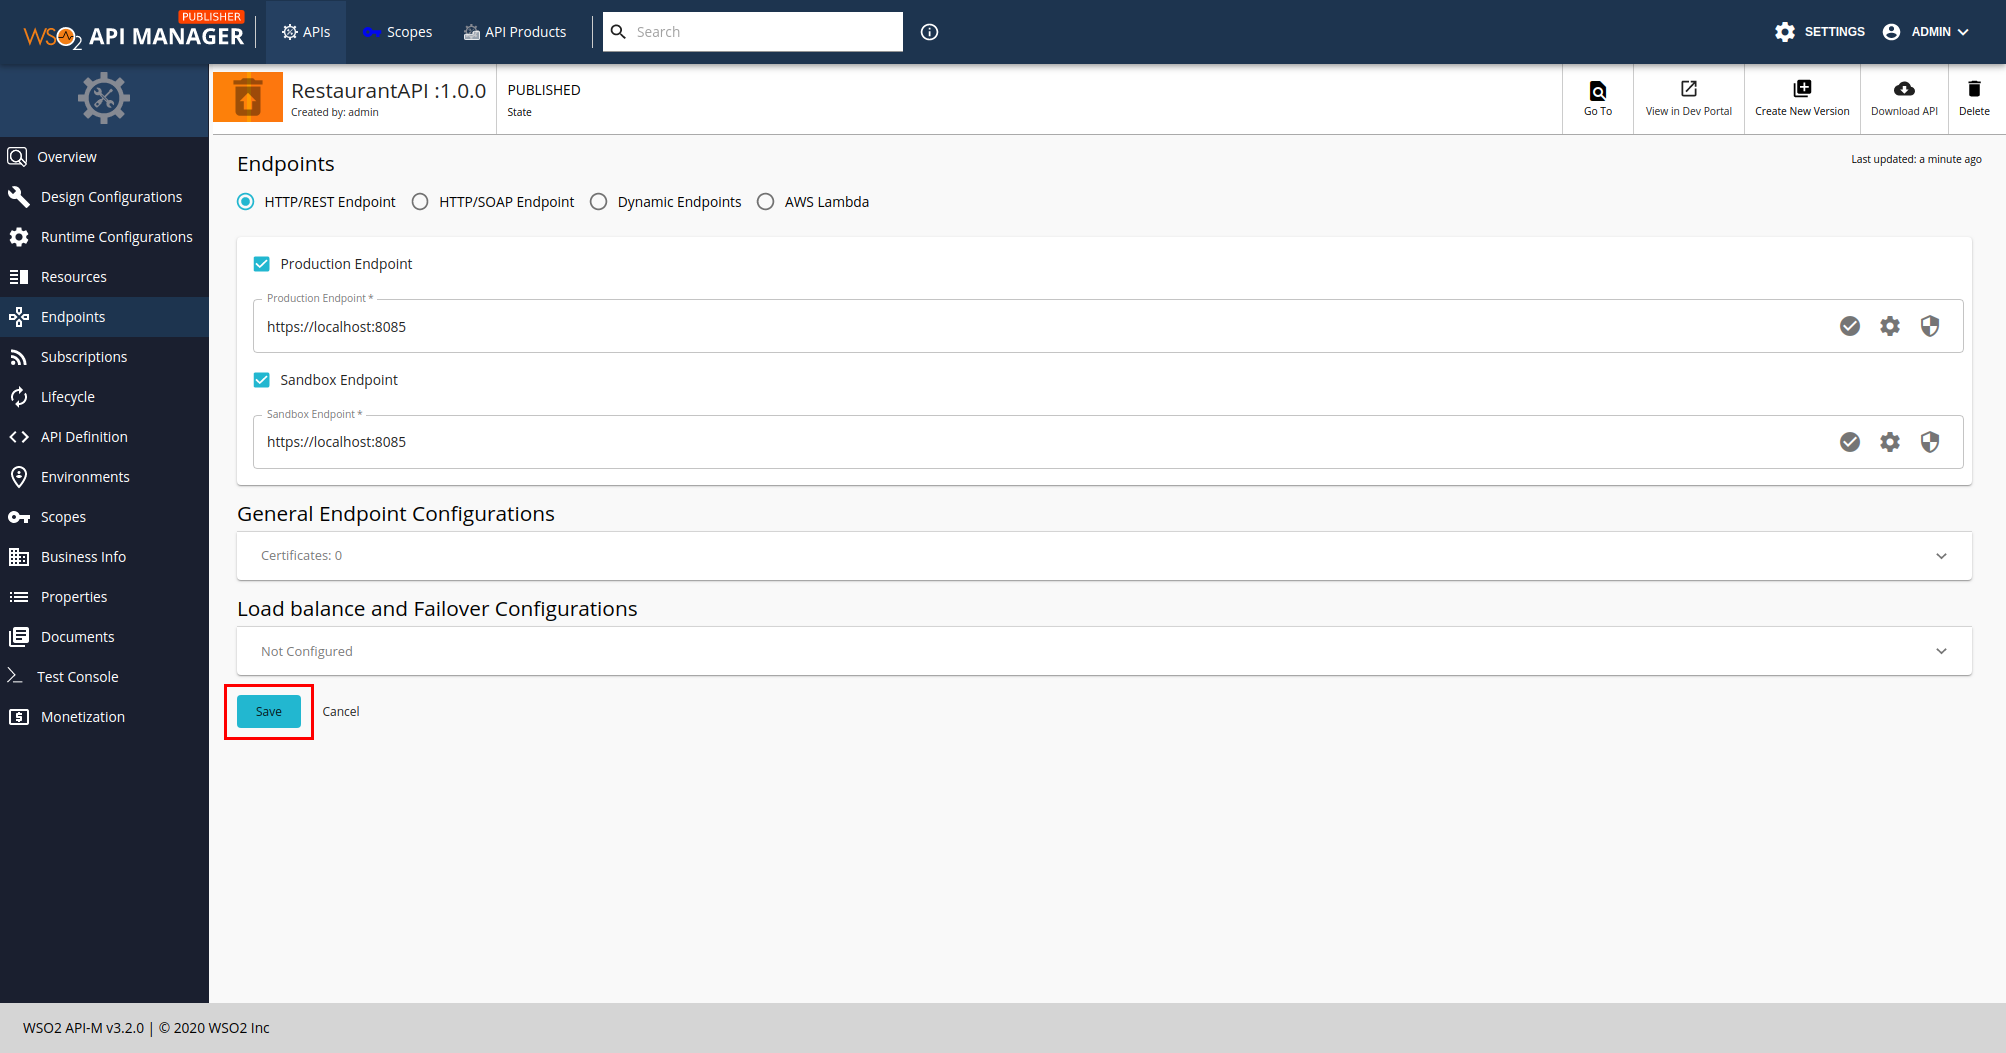 PUBLISHER
WSO2 API MANAGER
APIs
Scopes
API Products
Search
SETTINGS
ADMIN
RestaurantAPI :1.0.0
Created by: admin
PUBLISHED
State
Go To
View in Dev Portal
Create New Version
Download API
Delete
Overview
Design Configurations
Runtime Configurations
Resources
Endpoints
Subscriptions
Lifecycle
API Definition
Environments
Scopes
Business Info
Properties
Documents
Test Console
Monetization
Endpoints
Last updated: a minute ago
HTTP/REST Endpoint
HTTP/SOAP Endpoint
Dynamic Endpoints
AWS Lambda
Production Endpoint
Production Endpoint *
https://localhost:8085
Sandbox Endpoint
Sandbox Endpoint *
https://localhost:8085
General Endpoint Configurations
Certificates: 0
Load balance and Failover Configurations
Not Configured
Save
Cancel
WSO2 API-M v3.2.0 | © 2020 WSO2 Inc